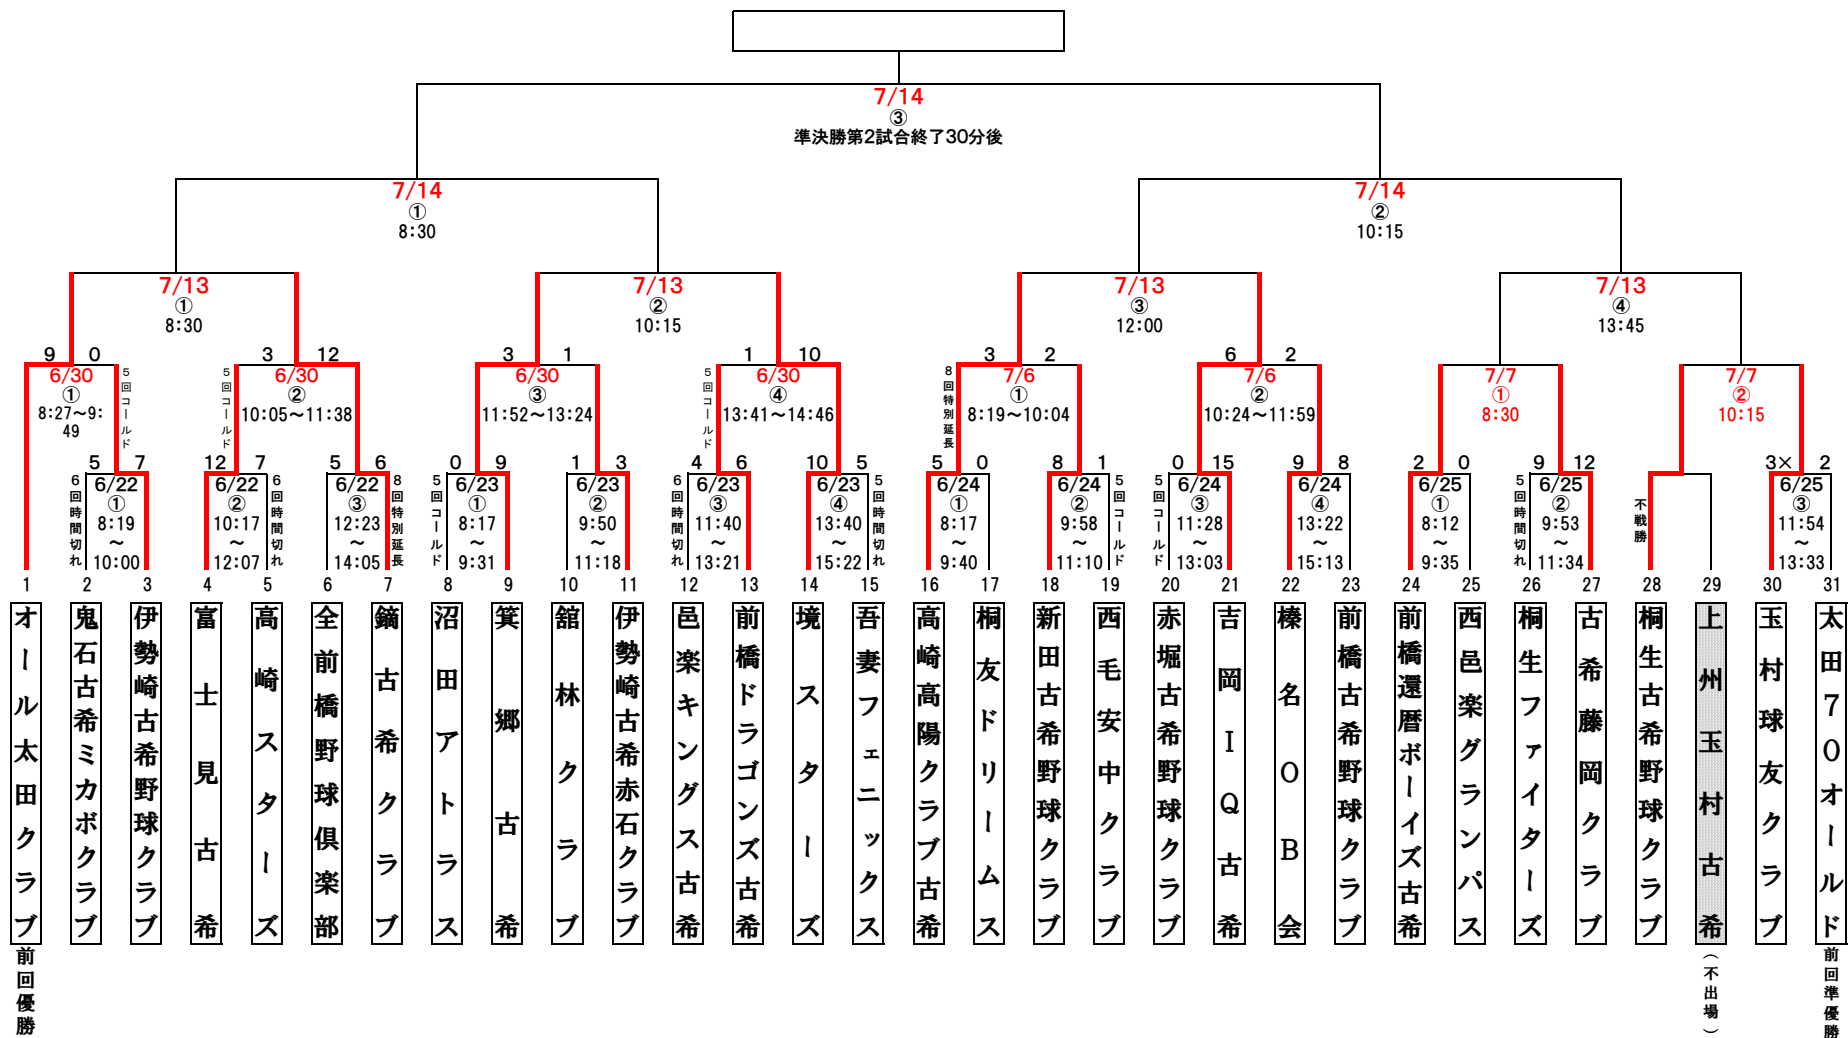 7/14
③
準決勝第2試合終了30分後
7/14
①
8:30
7/14
②
10:15
7/13
①
8:30
7/13
②
10:15
7/13
③
12:00
7/13
④
13:45
9 0
6/30
①
8:27～9:
49
5回コールド
3 12
6/30
②
10:05～11:38
5回コールド
3 1
6/30
③
11:52～13:24
1 10
6/30
④
13:41～14:46
5回コールド
3 2
7/6
①
8:19～10:04
8回特別延長
6 2
7/6
②
10:24～11:59
7/7
①
8:30
7/7
②
10:15
5 7
6/22
①
8:19
～
10:00
6回時間切れ
12 7
6/22
②
10:17
～
12:07
6回時間切れ
5 6
6/22
③
12:23
～
14:05
8回特別延長
0 9
6/23
①
8:17
～
9:31
5回コールド
1 3
6/23
②
9:50
～
11:18
4 6
6/23
③
11:40
～
13:21
6回時間切れ
10 5
6/23
④
13:40
～
15:22
5回時間切れ
5 0
6/24
①
8:17
～
9:40
8 1
6/24
②
9:58
～
11:10
5回コールド
0 15
6/24
③
11:28
～
13:03
5回コールド
9 8
6/24
④
13:22
～
15:13
2 0
6/25
①
8:12
～
9:35
9 12
6/25
②
9:53
～
11:34
5回時間切れ
不戦勝
3× 2
6/25
③
11:54
～
13:33
1 2 3 4 5 6 7 8 9 10 11 12 13 14 15 16 17 18 19 20 21 22 23 24 25 26 27 28 29 30 31
オール太田クラブ
前回優勝
鬼石古希ミカボクラブ
伊勢崎古希野球クラブ
富士見古希
高崎スターズ
全前橋野球倶楽部
鏑古希クラブ
沼田アトラス
箕郷古希
舘林クラブ
伊勢崎古希赤石クラブ
邑楽キングス古希
前橋ドラゴンズ古希
境スターズ
吾妻フェニックス
高崎高陽クラブ古希
桐友ドリームス
新田古希野球クラブ
西毛安中クラブ
赤堀古希野球クラブ
吉岡IQ古希
榛名OB会
前橋古希野球クラブ
前橋還暦ボーイズ古希
西邑楽グランパス
桐生ファイターズ
古希藤岡クラブ
桐生古希野球クラブ
上州玉村古希
（不出場）
玉村球友クラブ
太田70オールド
前回準優勝